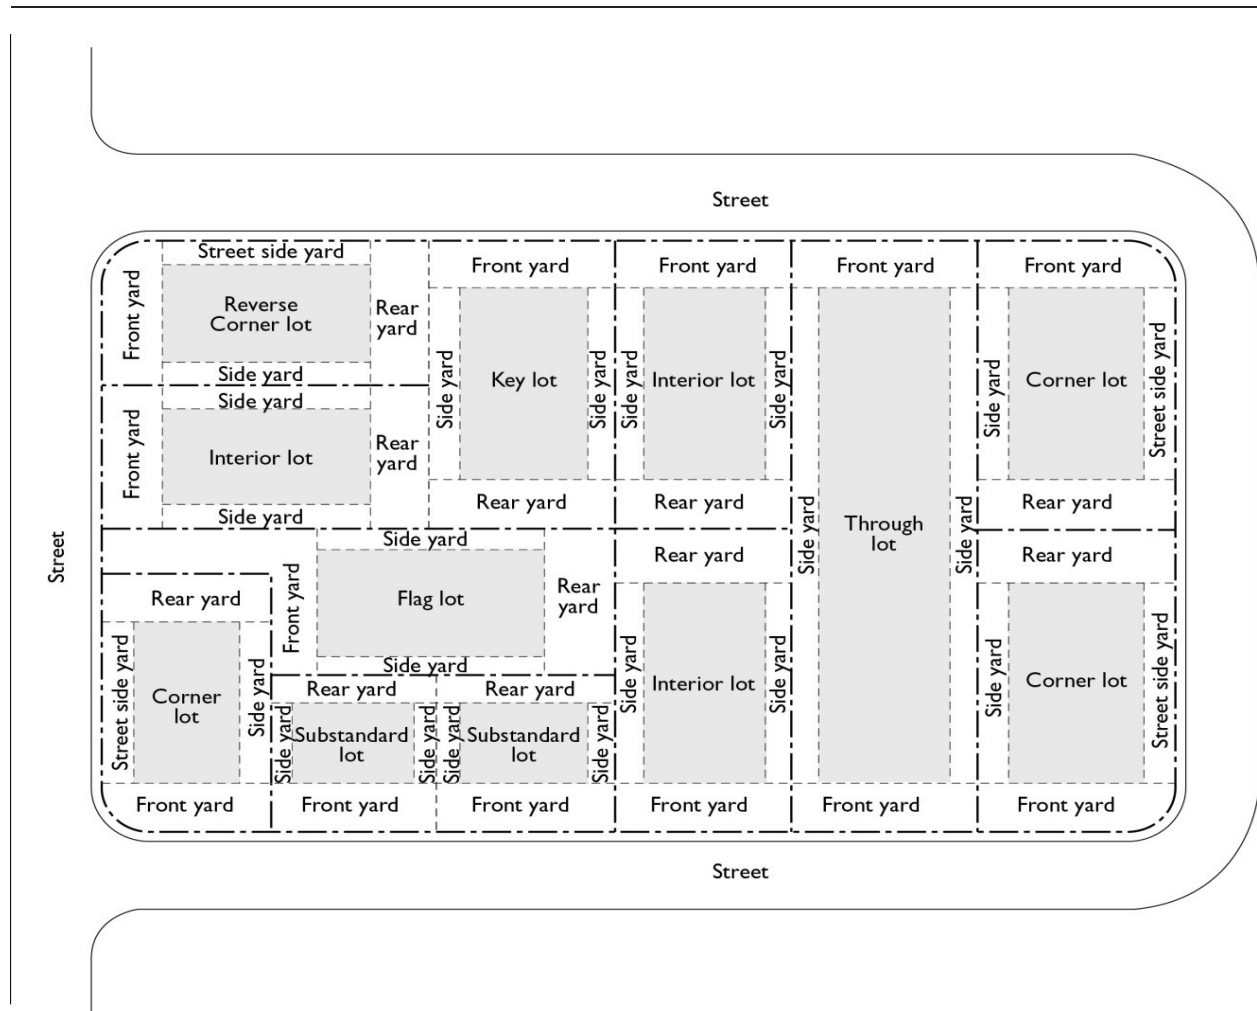 Street
Street side yard
Front yard
Front yard
Front yard
Front yard
Front yard
Reverse
Corner lot
Rear
yard
Side yard
Key lot
Side yard
Side yard
Interior lot
Side yard
Side yard
Corner lot
Street side yard
Side yard
Side yard
Front yard
Interior lot
Rear
yard
Side yard
Rear yard
Rear yard
Rear yard
Street
Side yard
Through
lot
Side yard
Side yard
Rear yard
Rear yard
Front yard
Flag lot
Rear
yard
Rear yard
Side yard
Street side yard
Corner
lot
Side yard
Side yard
Interior lot
Side yard
Side yard
Corner lot
Street side yard
Rear yard
Rear yard
Side yard
Substandard
lot
Side yard
Side yard
Substandard
lot
Side yard
Front yard
Front yard
Front yard
Front yard
Front yard
Front yard
Street